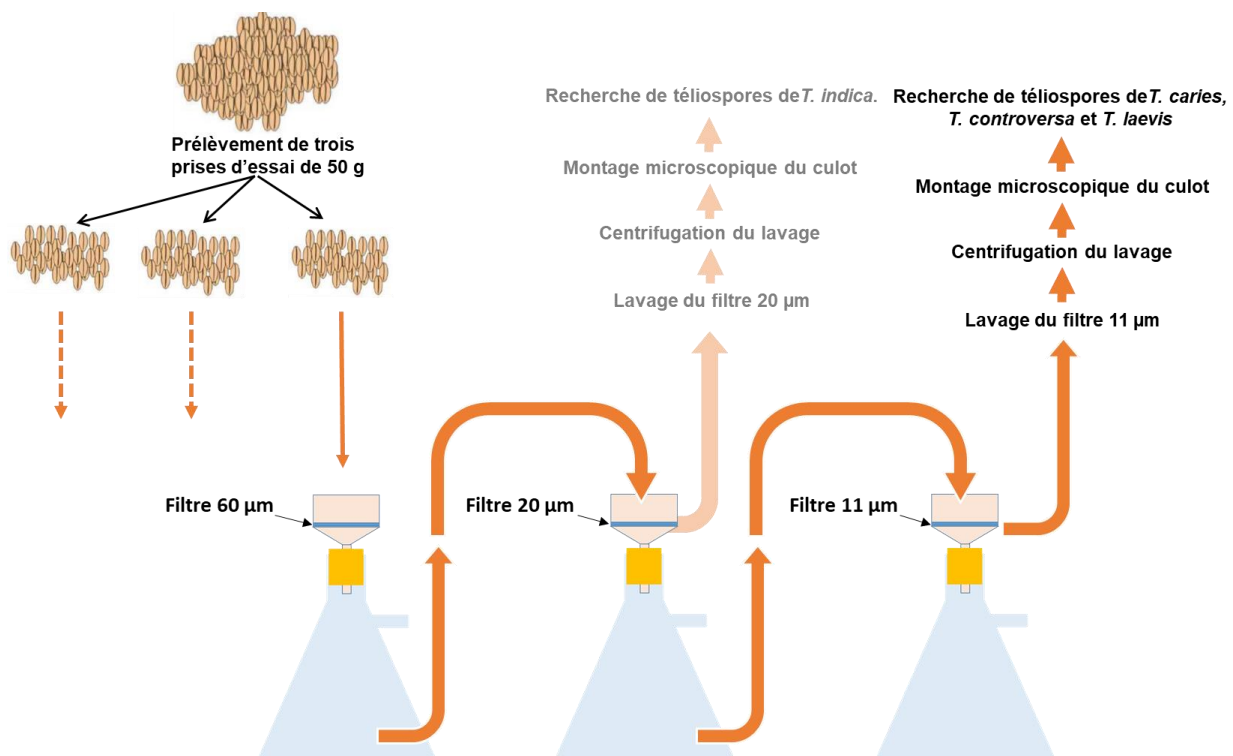 Prélèvement de trois
prises d'essai de 50 g
Recherche de téliospores deT. indica.
Montage microscopique du culot
Centrifugation du lavage
Lavage du filtre 20 µm
Recherche de téliospores deT. caries,
T. controversa et T. laevis
Montage microscopique du culot
Centrifugation du lavage
Lavage du filtre 11 µm
Filtre 60 µm
Filtre 20 µm
Filtre 11 µm